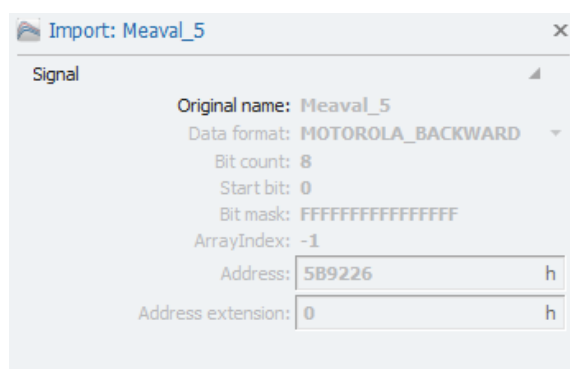 Import: Meaval_5
Signal
Original name: Meaval_5
Data format: MOTOROLA_BACKWARD
Bit count: 8
Start bit: 0
Bit mask: FFFFFFFFFFFFFFFF
ArrayIndex: -1
Address: 5B9226 h
Address extension: 0 h